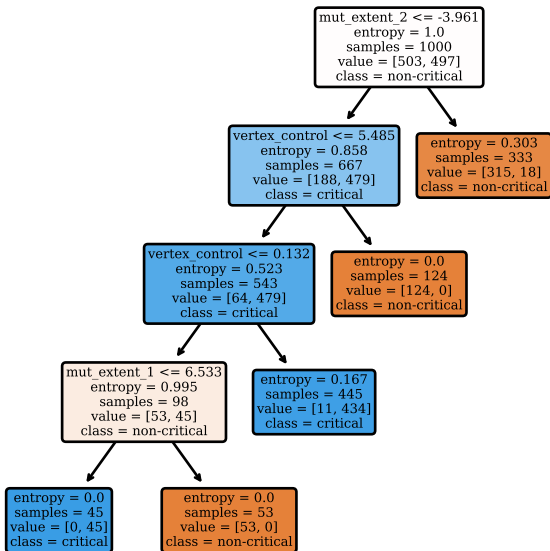 mut_extent_2 <= -3.961
entropy = 1.0
samples = 1000
value = [503, 497]
class = non-critical
vertex_control <= 5.485
entropy = 0.858
samples = 667
value = [188, 479]
class = critical
entropy = 0.303
samples = 333
value = [315, 18]
class = non-critical
vertex_control <= 0.132
entropy = 0.523
samples = 543
value = [64, 479]
class = critical
entropy = 0.0
samples = 124
value = [124, 0]
class = non-critical
mut_extent_1 <= 6.533
entropy = 0.995
samples = 98
value = [53, 45]
class = non-critical
entropy = 0.167
samples = 445
value = [11, 434]
class = critical
entropy = 0.0
samples = 45
value = [0, 45]
class = critical
entropy = 0.0
samples = 53
value = [53, 0]
class = non-critical